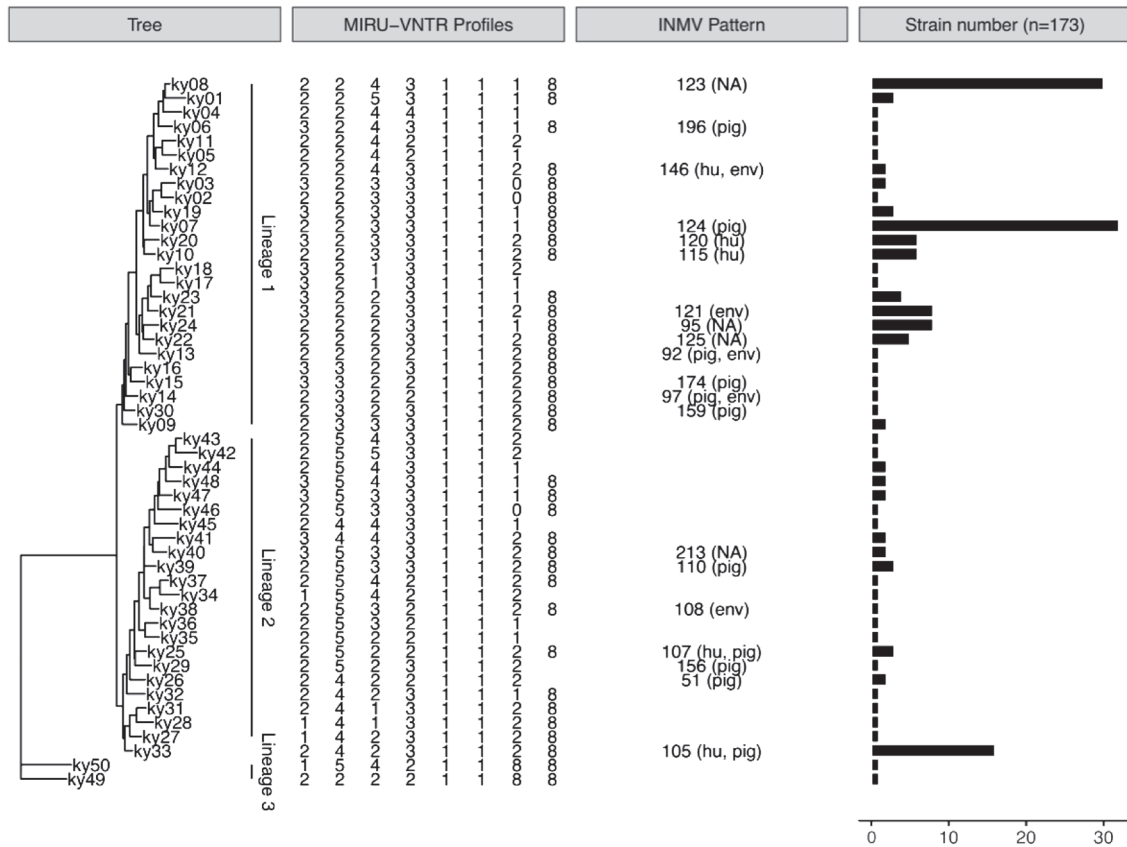 Tree MIRU−VNTR Profiles INMV Pattern Strain number (n=173)
ky08 2 2 4 3 1 1 1 8 123 (NA)
ky01 2 2 5 3 1 1 1 8
ky04 2 2 4 4 1 1 1
ky06 3 2 4 3 1 1 1 8 196 (pig)
ky11 2 2 4 2 1 1 2
ky05 2 2 4 2 1 1 1
ky12 2 2 4 3 1 1 2 8 146 (hu, env)
ky03 3 2 3 3 1 1 0 8
ky02 2 2 3 3 1 1 0 8
ky19 3 2 3 3 1 1 1 8
ky07 2 2 3 3 1 1 1 8 124 (pig)
ky20 3 2 3 3 1 1 2 8 120 (hu)
ky10 2 2 3 3 1 1 2 8 115 (hu)
ky18 3 2 1 3 1 1 2
ky17 3 2 1 3 1 1 1
ky23 3 2 2 3 1 1 1 8
ky21 3 2 2 3 1 1 2 8 121 (env)
ky24 2 2 2 3 1 1 1 8 95 (NA)
ky22 2 2 2 3 1 1 2 8 125 (NA)
ky13 2 2 2 2 1 1 2 8 92 (pig, env)
ky16 3 3 2 3 1 1 2 8
ky15 3 3 2 2 1 1 2 8 174 (pig)
ky14 2 3 2 2 1 1 2 8 97 (pig, env)
ky30 2 3 2 3 1 1 2 8 159 (pig)
ky09 2 3 3 3 1 1 2 8
Lineage 1
ky43 2 5 4 3 1 1 2
ky42 2 5 5 3 1 1 2
ky44 2 5 4 3 1 1 1
ky48 3 5 4 3 1 1 1 8
ky47 3 5 3 3 1 1 1 8
ky46 2 5 3 3 1 1 0 8
ky45 2 4 4 3 1 1 1
ky41 3 4 4 3 1 1 2 8
ky40 3 5 3 3 1 1 2 8 213 (NA)
ky39 2 5 3 3 1 1 2 8 110 (pig)
ky37 2 5 4 2 1 1 2 8
ky34 1 5 4 2 1 1 2
ky38 2 5 3 2 1 1 2 8 108 (env)
ky36 2 5 3 2 1 1 1
ky35 2 5 2 2 1 1 1
ky25 2 5 2 2 1 1 2 8 107 (hu, pig)
ky29 2 5 2 2 1 1 2 156 (pig)
ky26 2 4 2 2 1 1 2 51 (pig)
ky32 2 4 2 3 1 1 1 8
ky31 2 4 1 3 1 1 2 8
ky28 1 4 1 3 1 1 2 8
ky27 1 4 2 3 1 1 2 8
ky33 2 4 2 3 1 1 2 8 105 (hu, pig)
Lineage 2
ky50 1 5 4 2 1 1 8 8
ky49 2 2 2 2 1 1 8 8
Lineage 3
0 10 20 30